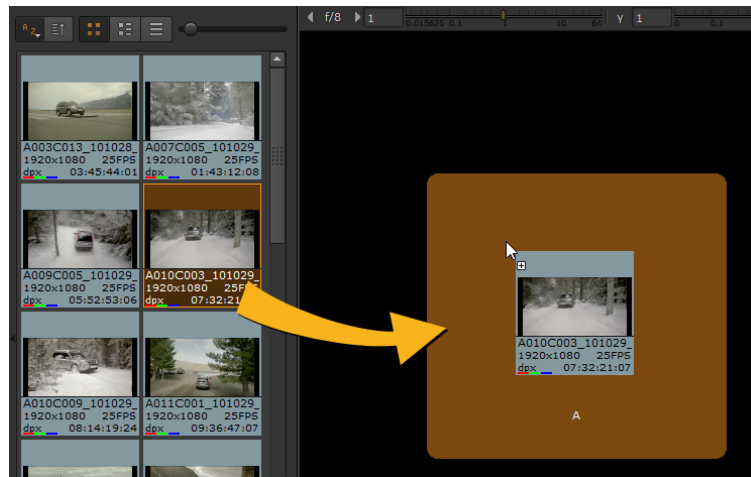 A Z
f/8 1 0.015625 0.1 1 10 64 Y 1 0 0.1
A003C013_101028_ A007C005_101029_
1920x1080 25FPS 1920x1080 25FPS
dpx 03:45:44:01 dpx 01:43:12:08
A009C005_101029_ A010C003_101029_
1920x1080 25FPS 1920x1080 25FPS
dpx 05:52:53:06 dpx 07:32:21
A010C003_101029_
1920x1080 25FPS
dpx 07:32:21:07
A010C009_101029_ A011C001_101029_
1920x1080 25FPS 1920x1080 25FPS
dpx 08:14:19:24 dpx 09:36:47:07
A